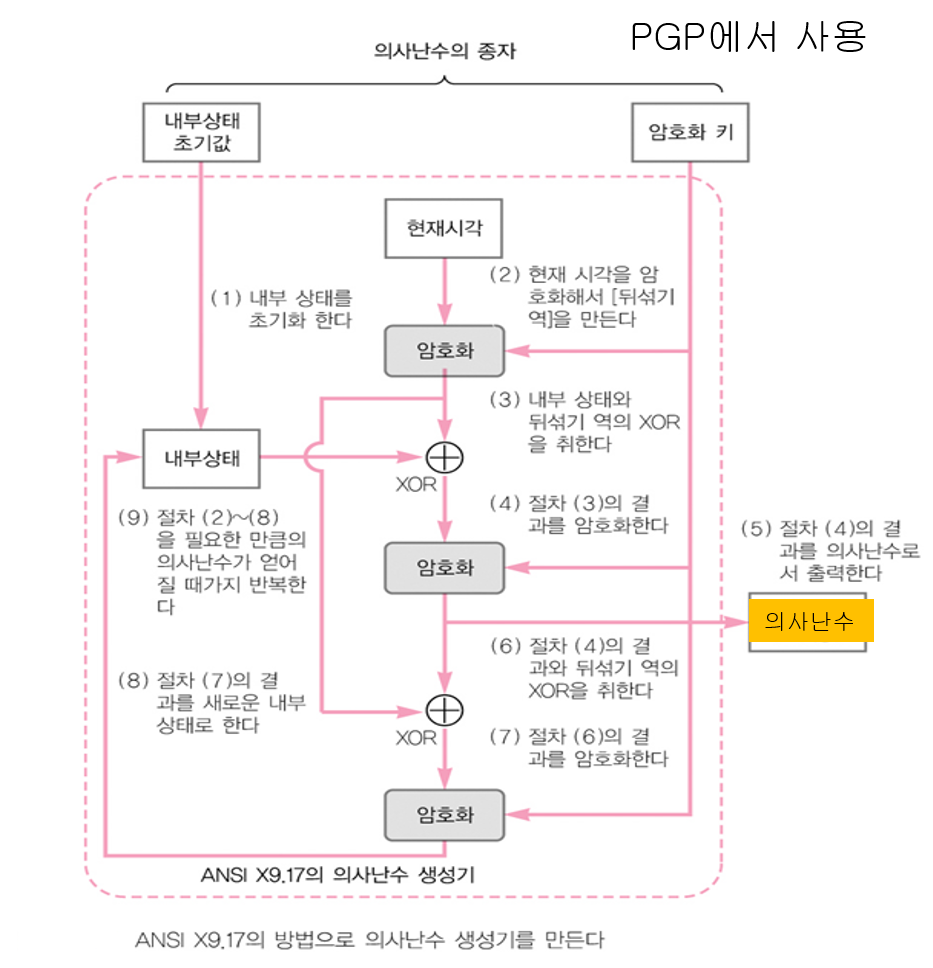 PGP에서 사용
의사난수의 종자
내부상태
초기값
암호화 키
현재시각
(1) 내부 상태를
초기화 한다
(2) 현재 시각을 암
호화해서 [뒤섞기
역]을 만든다
암호화
(3) 내부 상태와
뒤섞기 역의 XOR
을 취한다
내부상태
XOR
(4) 절차 (3)의 결
과를 암호화한다
(9) 절차 (2)~(8)
을 필요한 만큼의
의사난수가 얻어
질 때가지 반복한
다
암호화
(5) 절차 (4)의 결
과를 의사난수로
서 출력한다
의사난수
(6) 절차 (4)의 결
과와 뒤섞기 역의
XOR을 취한다
(8) 절차 (7)의 결
과를 새로운 내부
상태로 한다
XOR
(7) 절차 (6)의 결
과를 암호화한다
암호화
ANSI X9.17의 의사난수 생성기
ANSI X9.17의 방법으로 의사난수 생성기를 만든다